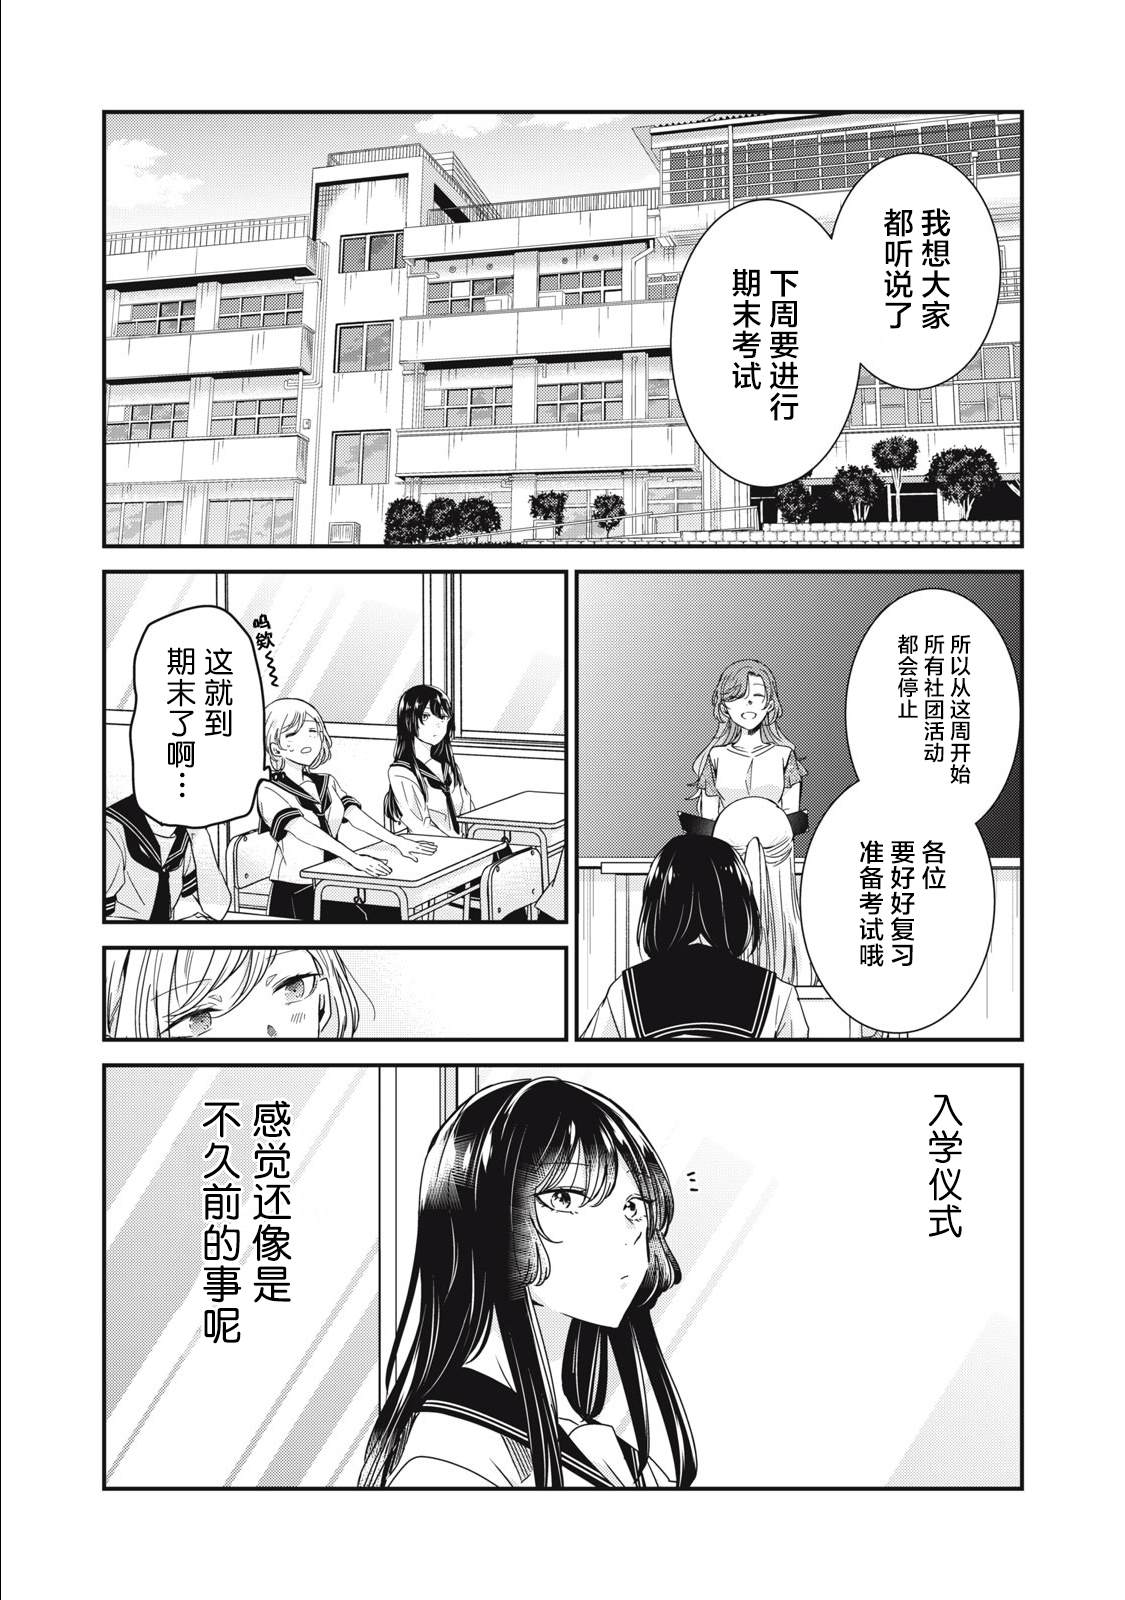 我想大家
都听说了
下周要进行
期末考试
所以从这周开始
所有社团活动
都会停止
各位
要好好复习
准备考试哦
呜
欸～～～
这就到
期末了啊…
入学仪式
感觉还像是
不久前的事呢